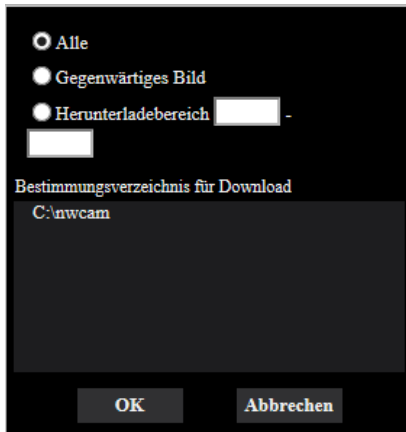 Alle
Gegenwärtiges Bild
Herunterladebereich -
Bestimmungsverzeichnis für Download
C:\nwcam
OK Abbrechen